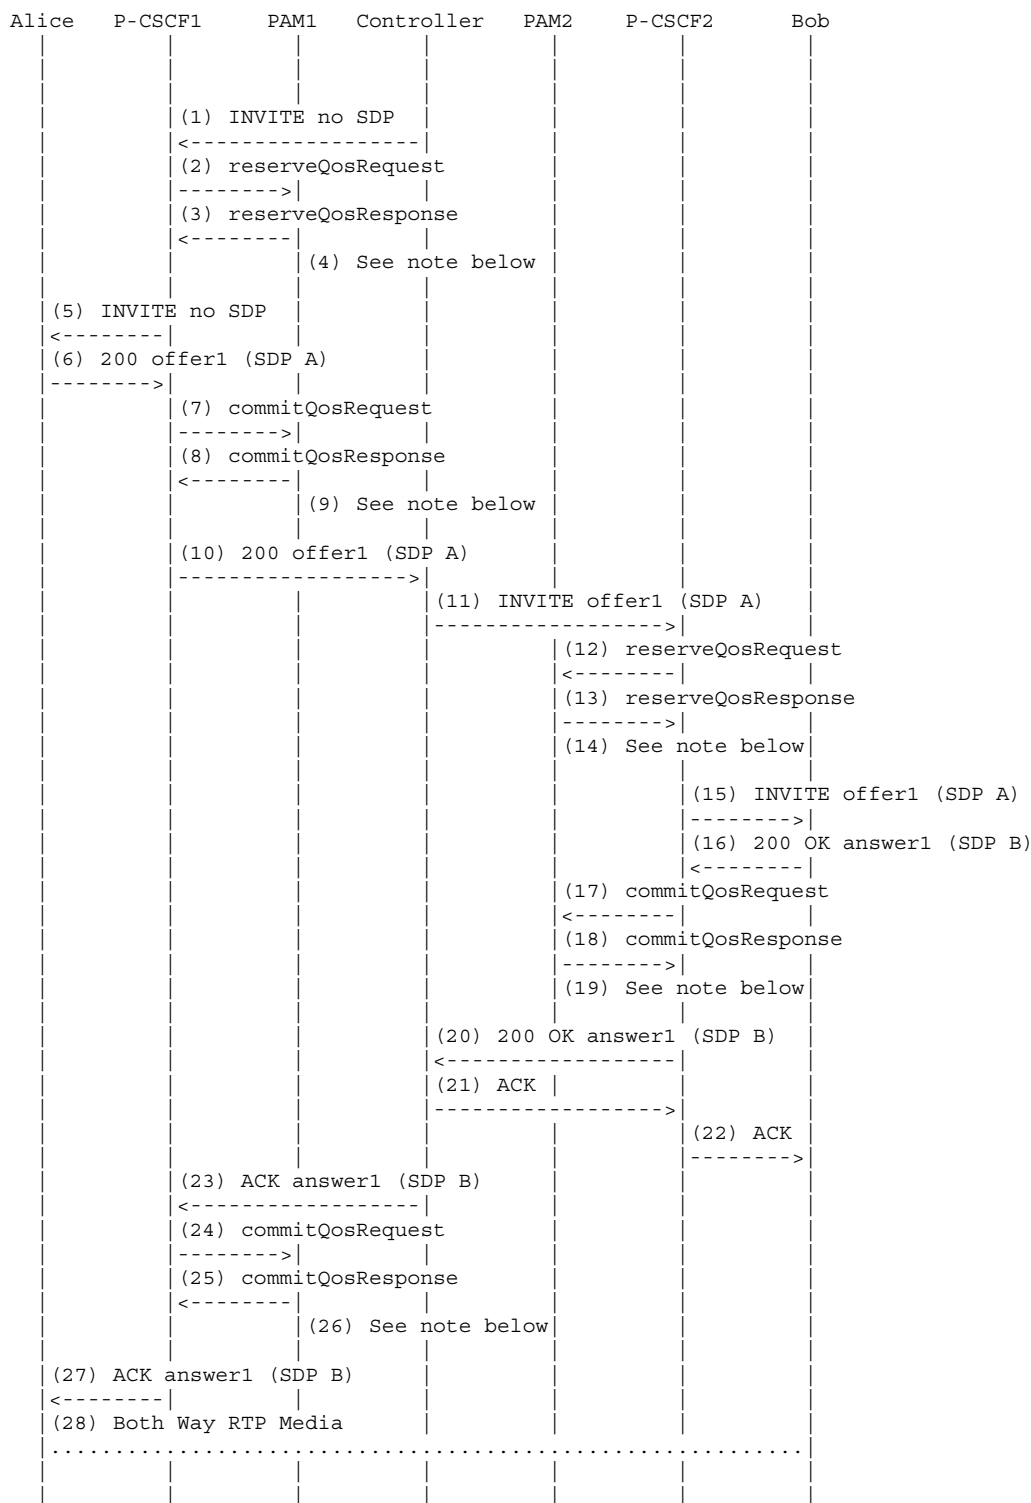 Alice P-CSCF1 PAM1 Controller PAM2 P-CSCF2 Bob
(1) INVITE no SDP
(2) reserveQosRequest
(3) reserveQosResponse
(4) See note below
(5) INVITE no SDP
(6) 200 offer1 (SDP A)
(7) commitQosRequest
(8) commitQosResponse
(9) See note below
(10) 200 offer1 (SDP A)
(11) INVITE offer1 (SDP A)
(12) reserveQosRequest
(13) reserveQosResponse
(14) See note below
(15) INVITE offer1 (SDP A)
(16) 200 OK answer1 (SDP B)
(17) commitQosRequest
(18) commitQosResponse
(19) See note below
(20) 200 OK answer1 (SDP B)
(21) ACK
(22) ACK
(23) ACK answer1 (SDP B)
(24) commitQosRequest
(25) commitQosResponse
(26) See note below
(27) ACK answer1 (SDP B)
(28) Both Way RTP Media